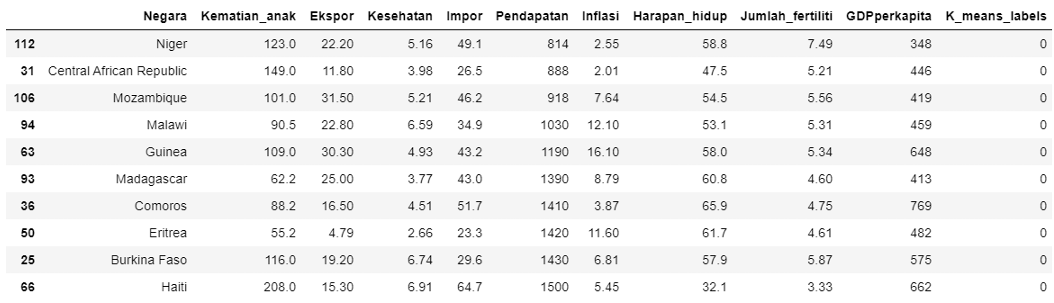 Negara Kematian_anak Ekspor Kesehatan Impor Pendapatan Inflasi Harapan_hidup Jumlah_fertiliti GDPperkapita K_means_labels
112 Niger 123.0 22.20 5.16 49.1 814 2.55 58.8 7.49 348 0
31 Central African Republic 149.0 11.80 3.98 26.5 888 2.01 47.5 5.21 446 0
106 Mozambique 101.0 31.50 5.21 46.2 918 7.64 54.5 5.56 419 0
94 Malawi 90.5 22.80 6.59 34.9 1030 12.10 53.1 5.31 459 0
63 Guinea 109.0 30.30 4.93 43.2 1190 16.10 58.0 5.34 648 0
93 Madagascar 62.2 25.00 3.77 43.0 1390 8.79 60.8 4.60 413 0
36 Comoros 88.2 16.50 4.51 51.7 1410 3.87 65.9 4.75 769 0
50 Eritrea 55.2 4.79 2.66 23.3 1420 11.60 61.7 4.61 482 0
25 Burkina Faso 116.0 19.20 6.74 29.6 1430 6.81 57.9 5.87 575 0
66 Haiti 208.0 15.30 6.91 64.7 1500 5.45 32.1 3.33 662 0